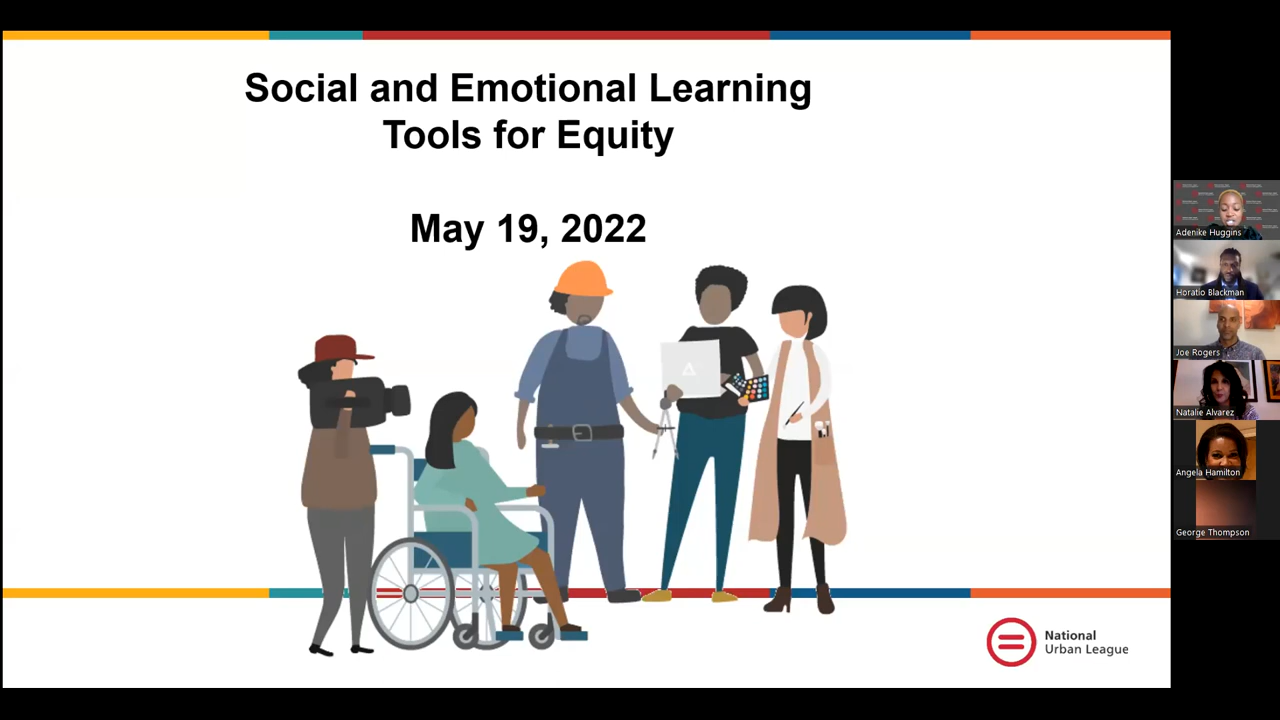 Social and Emotional Learning
Tools for Equity
May 19, 2022
National
Urban League
Adenike Huggins
Horatio Blackman
Joe Rogers
Natalie Alvarez
Angela Hamilton
George Thompson